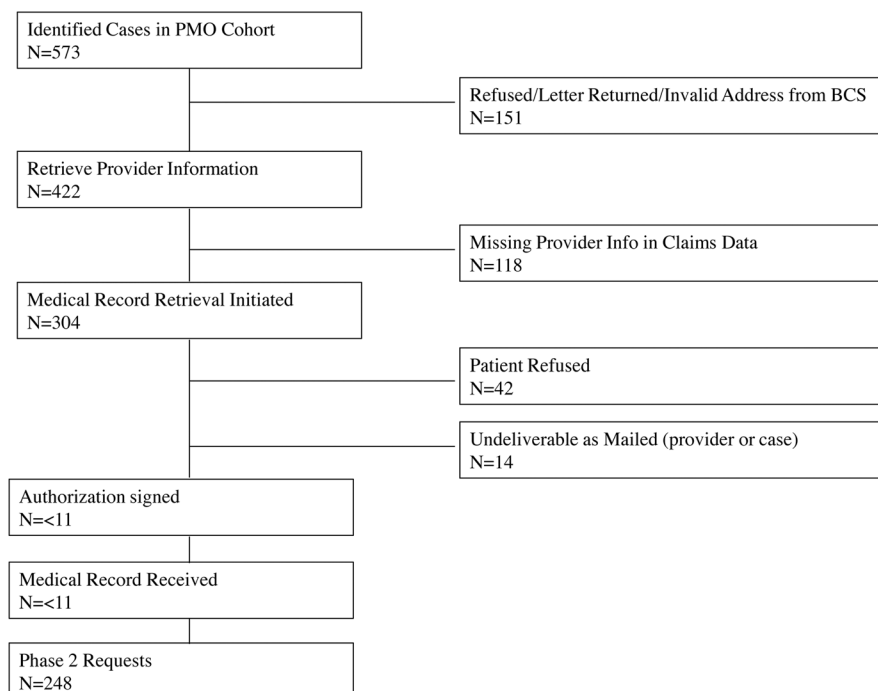 Identified Cases in PMO Cohort
N=573
Refused/Letter Returned/Invalid Address from BCS
N=151
Retrieve Provider Information
N=422
Missing Provider Info in Claims Data
N=118
Medical Record Retrieval Initiated
N=304
Patient Refused
N=42
Undeliverable as Mailed (provider or case)
N=14
Authorization signed
N=<11
Medical Record Received
N=<11
Phase 2 Requests
N=248